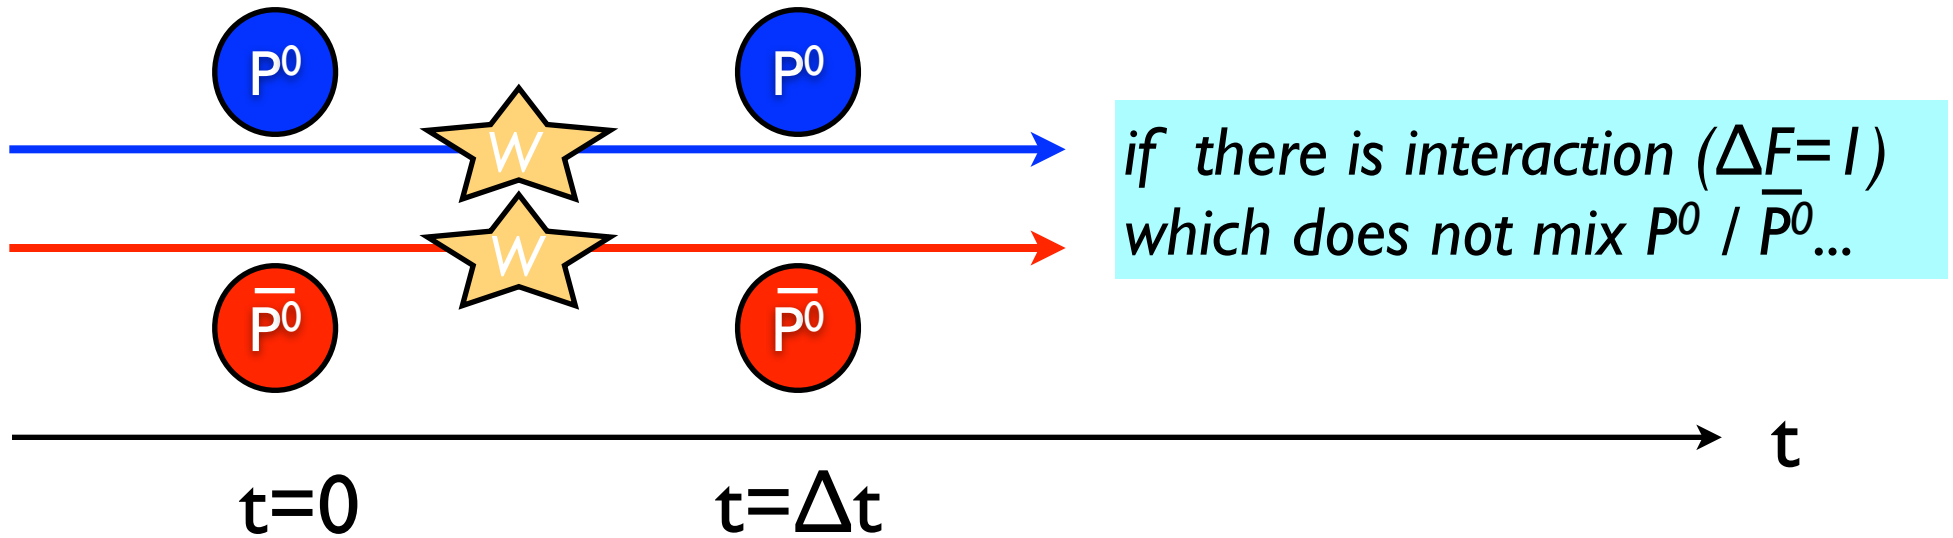 P⁰ P⁰
W
if there is interaction (ΔF=1)
which does not mix P⁰ / P̅⁰...
W
P̅⁰ P̅⁰
t
t=0 t=Δt